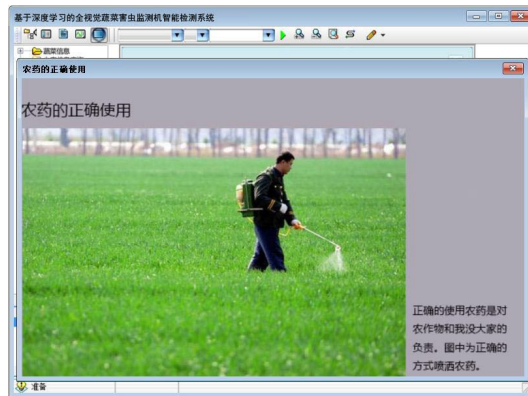 基于深度学习的全视觉蔬菜害虫监测机智能检测系统
蔬菜信息
农药的正确使用
农药的正确使用
正确的使用农药是对
农作物和我没大家的
负责。图中为正确的
方式喷洒农药。
准备